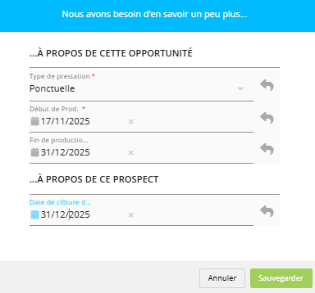 Nous avons besoin d'en savoir un peu plus...
...À PROPOS DE CETTE OPPORTUNITÉ
Type de prestation *
Ponctuelle
Début de Prod. *
17/11/2025 ×
Fin de productio...
31/12/2025 ×
...À PROPOS DE CE PROSPECT
Date de clôture d...
31/12/2025 ×
Annuler Sauvegarder